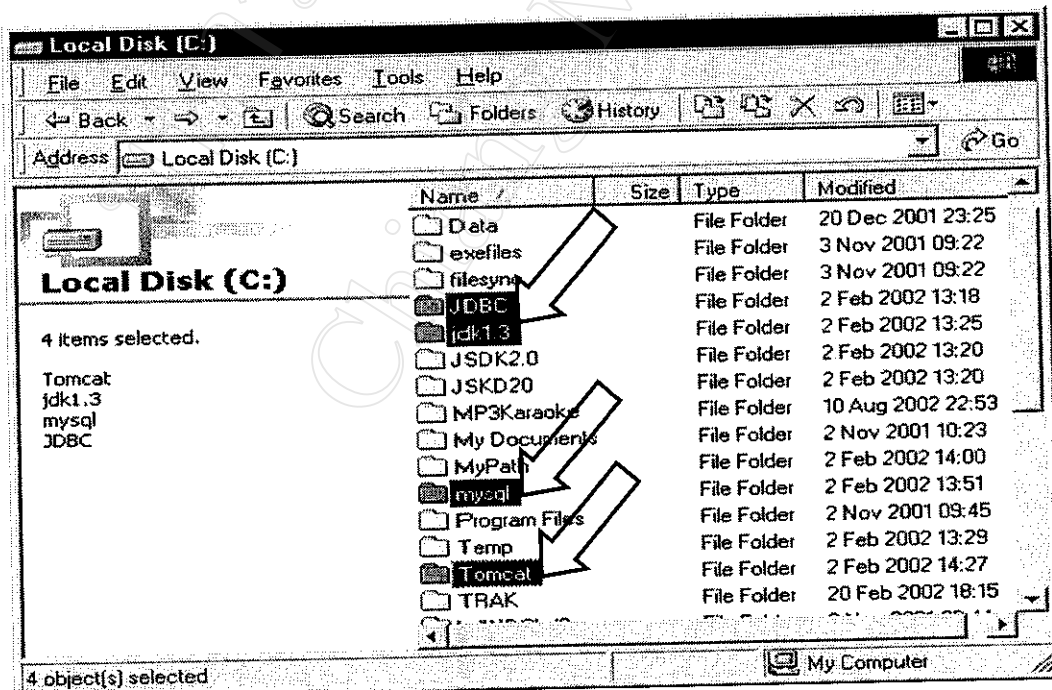 Local Disk (C:)
File Edit View Favorites Tools Help
Back Search Folders History
Address Local Disk (C:) Go
Name Size Type Modified
Local Disk (C:)
4 items selected.
Tomcat
jdk1.3
mysql
JDBC
Data File Folder 20 Dec 2001 23:25
exefiles File Folder 3 Nov 2001 09:22
filesync File Folder 3 Nov 2001 09:22
JDBC File Folder 2 Feb 2002 13:18
jdk1.3 File Folder 2 Feb 2002 13:25
JSDK2.0 File Folder 2 Feb 2002 13:20
JSKD20 File Folder 2 Feb 2002 13:20
MP3Karaoke File Folder 10 Aug 2002 22:53
My Documents File Folder 2 Nov 2001 10:23
MyPath File Folder 2 Feb 2002 14:00
mysql File Folder 2 Feb 2002 13:51
Program Files File Folder 2 Nov 2001 09:45
Temp File Folder 2 Feb 2002 13:29
Tomcat File Folder 2 Feb 2002 14:27
TRAK File Folder 20 Feb 2002 18:15
4 object(s) selected My Computer